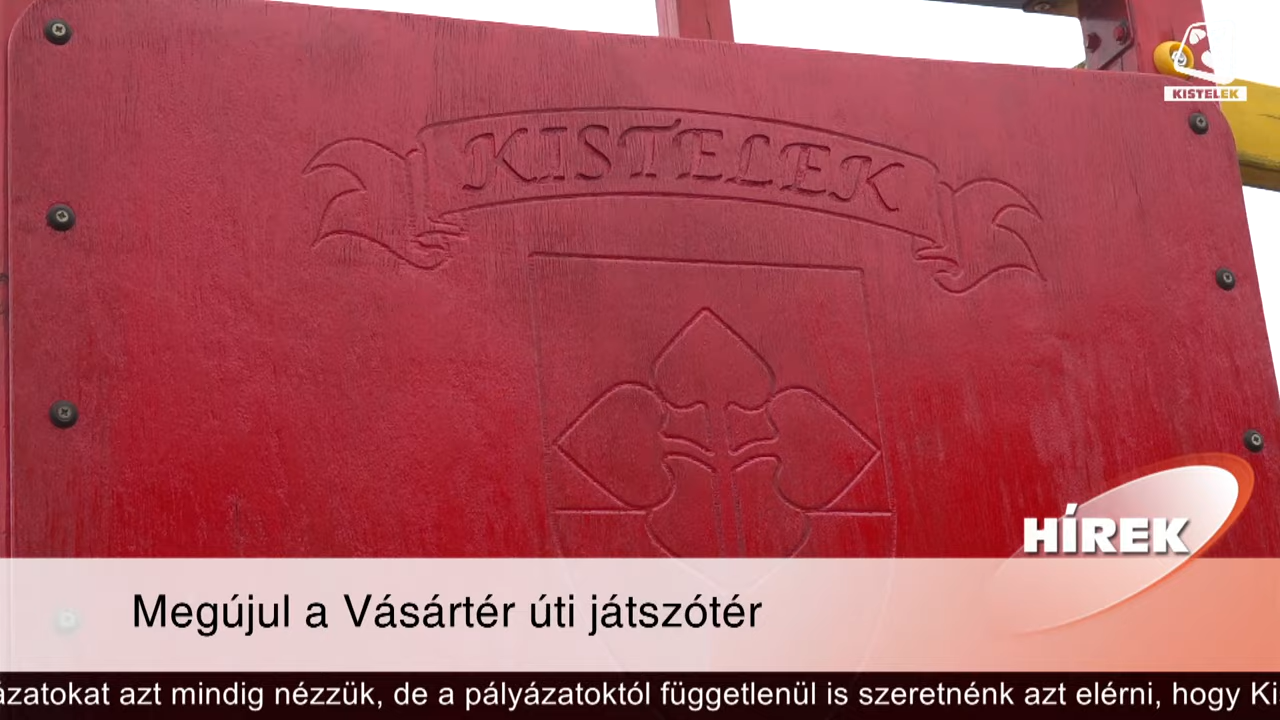 KISTELEK
KISTELEK
HÍREK
Megújul a Vásártér úti játszótér
ázatokat azt mindig nézzük, de a pályázatoktól függetlenül is szeretnénk azt elérni, hogy Ki